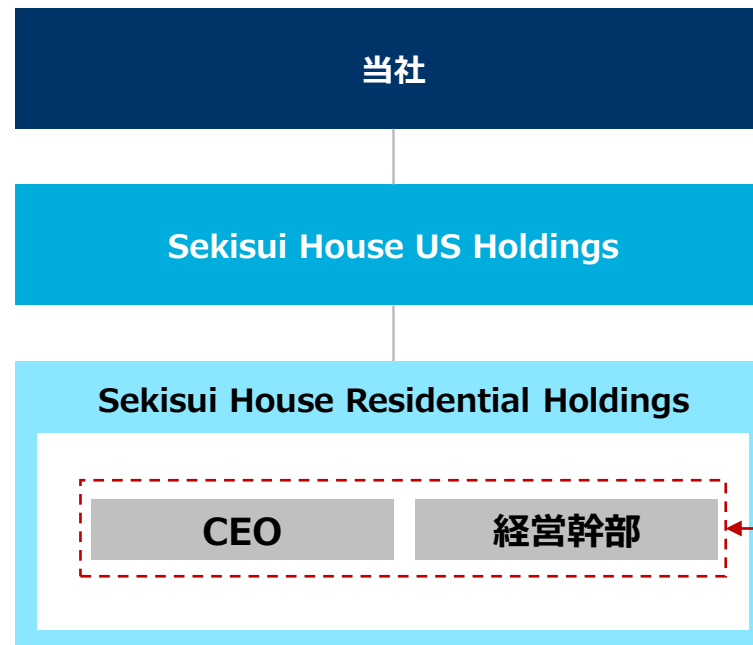 当社
Sekisui House US Holdings
Sekisui House Residential Holdings
CEO
経営幹部